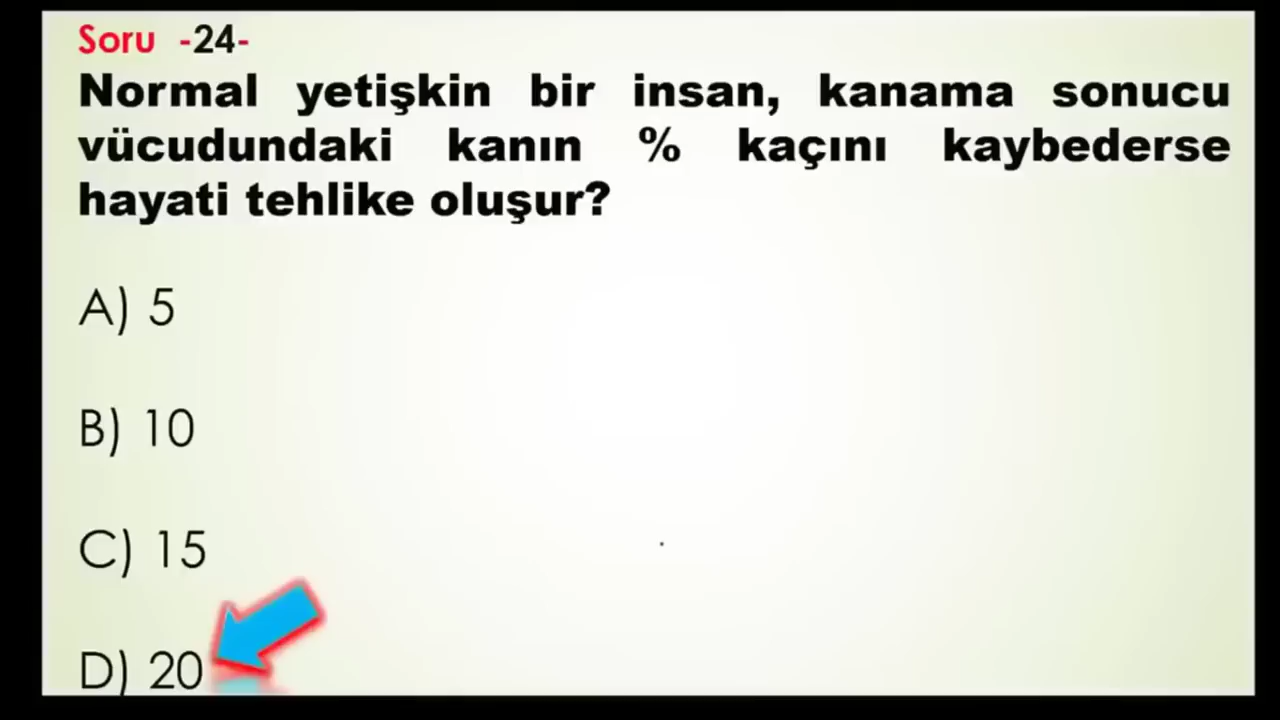 Soru -24-
Normal yetişkin bir insan, kanama sonucu
vücudundaki kanın % kaçını kaybederse
hayati tehlike oluşur?
A) 5
B) 10
C) 15
D) 20